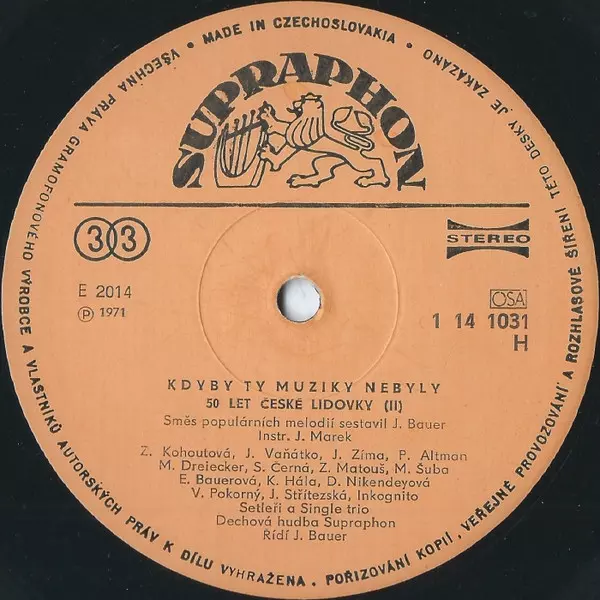 • MADE IN CZECHOSLOVAKIA •
VŠECHNA PRÁVA GRAMOFONOVÉHO VÝROBCE A VLASTNÍKŮ AUTORSKÝCH PRÁV K DÍLU VYHRAŽENA • POŘIZOVÁNÍ KOPIÍ, VEŘEJNÉ PROVOZOVÁNÍ A ROZHLASOVÉ ŠÍŘENÍ TÉTO DESKY JE ZAKÁZÁNO
SUPRAPHON
33
STEREO
E 2014
OSA
Ⓟ 1971
1 14 1031
H
KDYBY TY MUZIKY NEBYLY
50 LET ČESKÉ LIDOVKY (II)
Směs populárních melodií sestavil J. Bauer
Instr. J. Marek
Z. Kohoutová, J. Vaňátko, J. Zíma, P. Altman
M. Dreiecker, S. Černá, Z. Matouš, M. Šuba
E. Bauerová, K. Hála, D. Nikendeyová
V. Pokorný, J. Střítezská, Inkognito
Setleři a Single trio
Dechová hudba Supraphon
Řídí J. Bauer